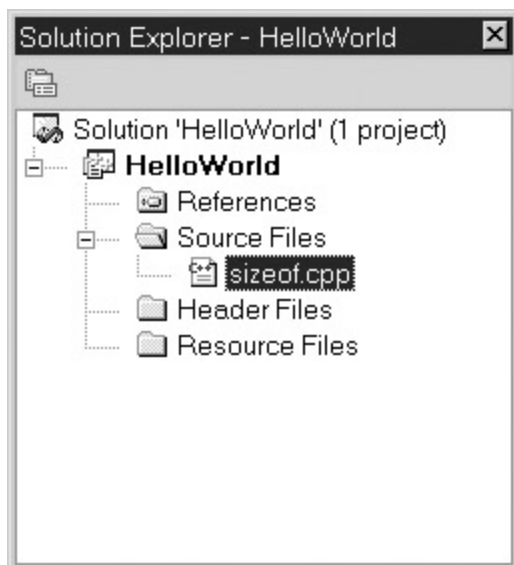 Solution Explorer - HelloWorld
Solution 'HelloWorld' (1 project)
HelloWorld
References
Source Files
sizeof.cpp
Header Files
Resource Files